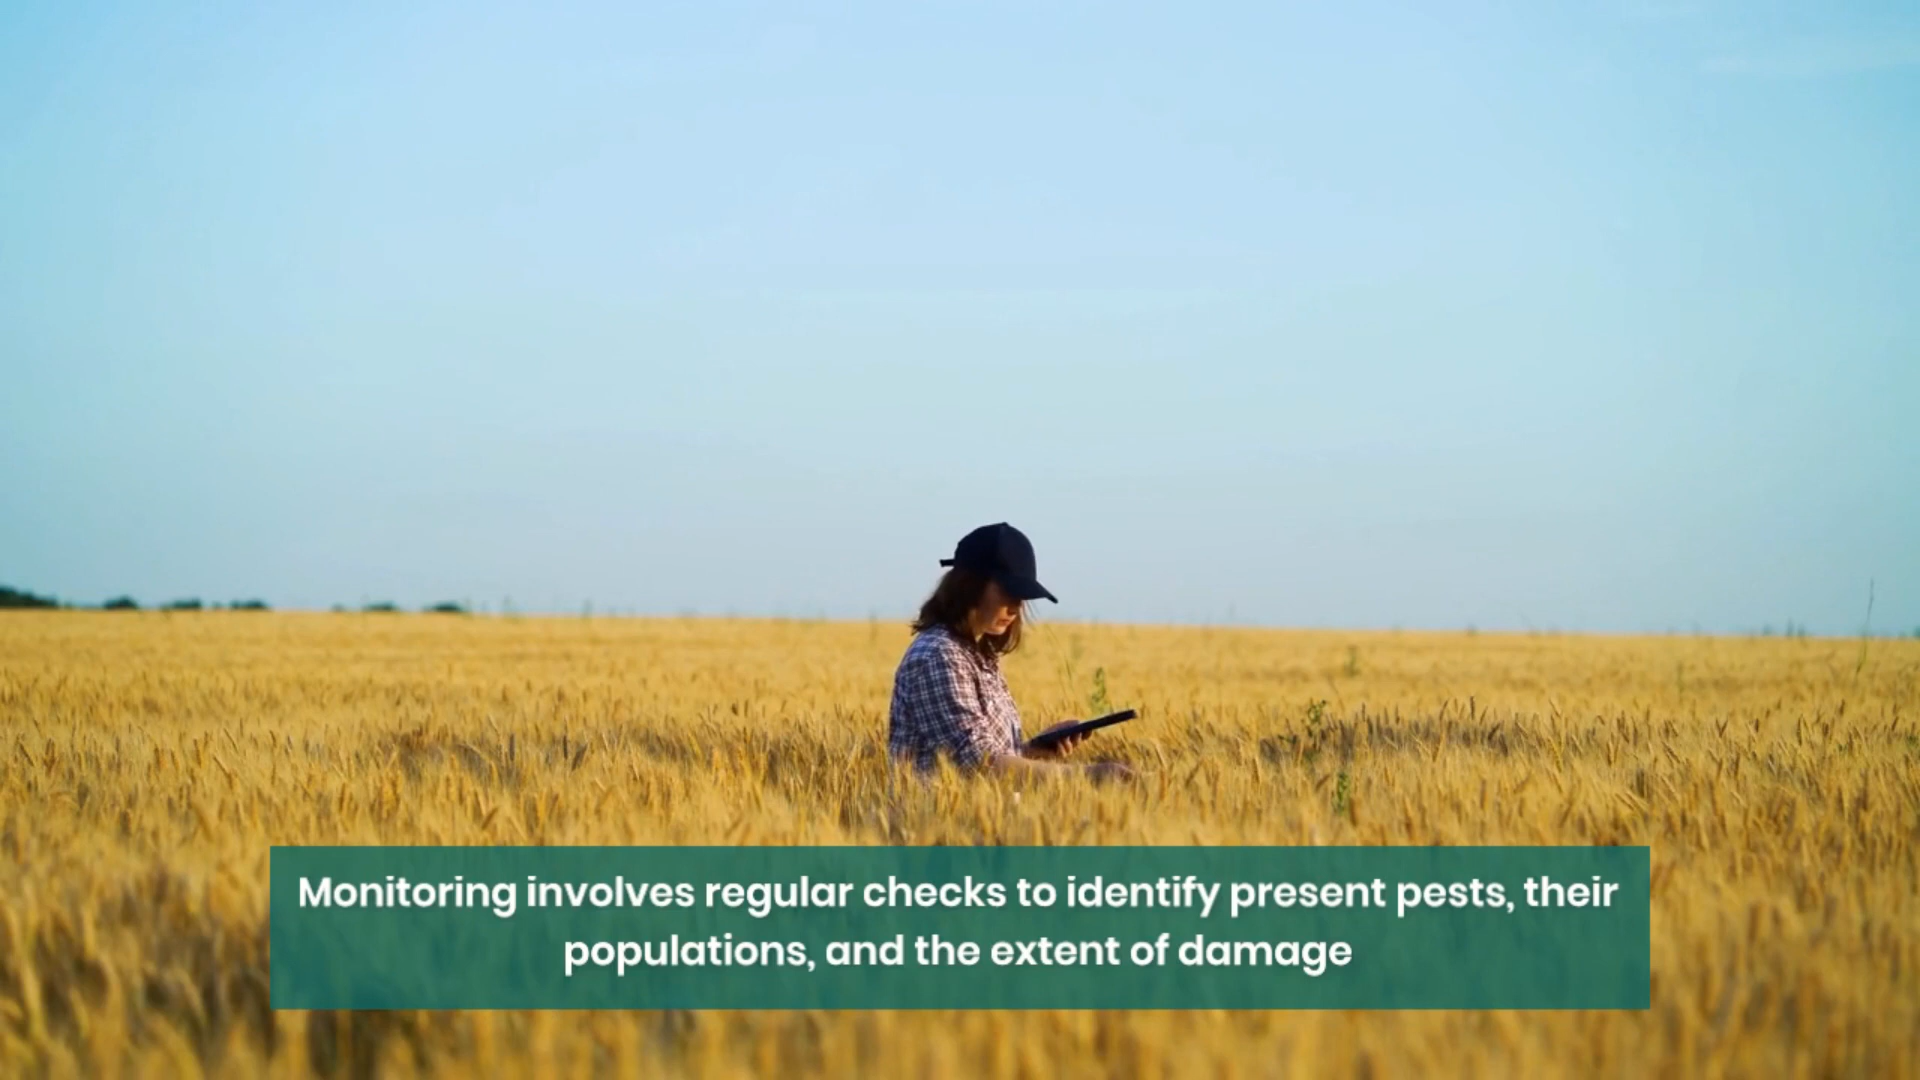 Monitoring involves regular checks to identify present pests, their
populations, and the extent of damage